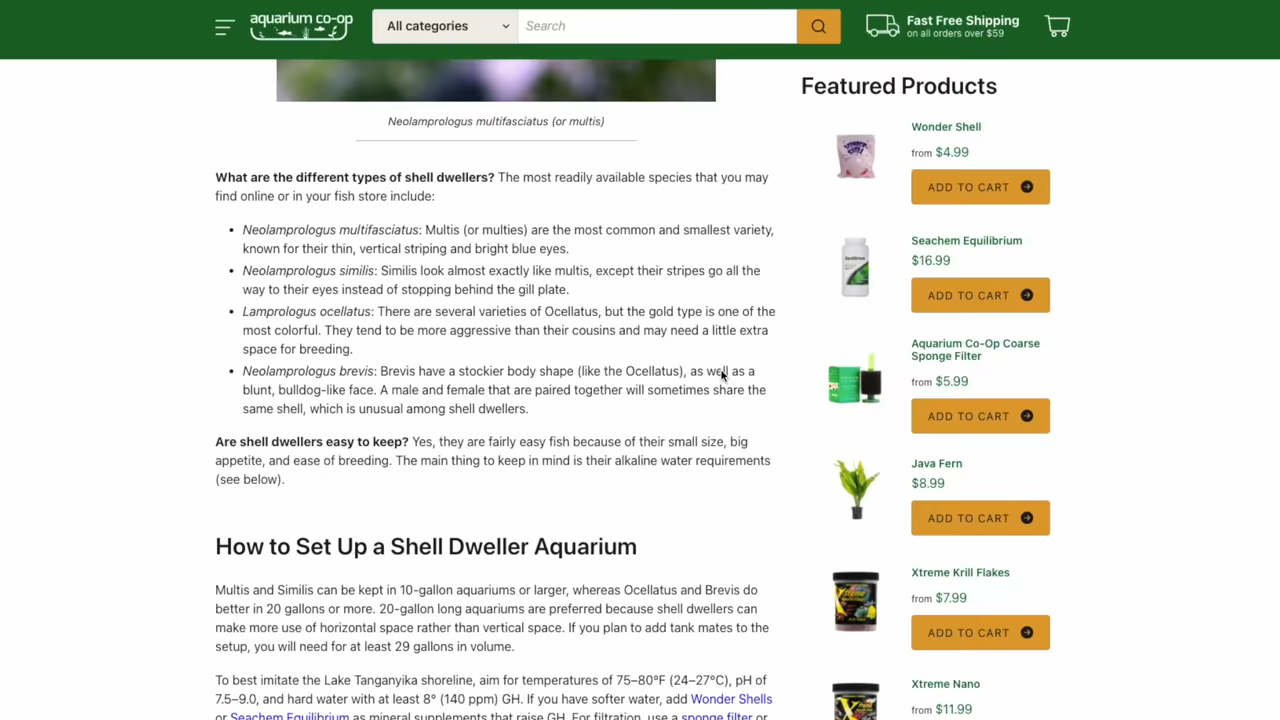 aquarium co-op
All categories
Search
Fast Free Shipping
on all orders over $59
Neolamprologus multifasciatus (or multis)
What are the different types of shell dwellers? The most readily available species that you may
find online or in your fish store include:
• Neolamprologus multifasciatus: Multis (or multies) are the most common and smallest variety,
known for their thin, vertical striping and bright blue eyes.
• Neolamprologus similis: Similis look almost exactly like multis, except their stripes go all the
way to their eyes instead of stopping behind the gill plate.
• Lamprologus ocellatus: There are several varieties of Ocellatus, but the gold type is one of the
most colorful. They tend to be more aggressive than their cousins and may need a little extra
space for breeding.
• Neolamprologus brevis: Brevis have a stockier body shape (like the Ocellatus), as well as a
blunt, bulldog-like face. A male and female that are paired together will sometimes share the
same shell, which is unusual among shell dwellers.
Are shell dwellers easy to keep? Yes, they are fairly easy fish because of their small size, big
appetite, and ease of breeding. The main thing to keep in mind is their alkaline water requirements
(see below).
How to Set Up a Shell Dweller Aquarium
Multis and Similis can be kept in 10-gallon aquariums or larger, whereas Ocellatus and Brevis do
better in 20 gallons or more. 20-gallon long aquariums are preferred because shell dwellers can
make more use of horizontal space rather than vertical space. If you plan to add tank mates to the
setup, you will need for at least 29 gallons in volume.
To best imitate the Lake Tanganyika shoreline, aim for temperatures of 75–80°F (24–27°C), pH of
7.5–9.0, and hard water with at least 8° (140 ppm) GH. If you have softer water, add Wonder Shells
or Seachem Equilibrium as mineral supplements that raise GH. For filtration, use a sponge filter or
Featured Products
Wonder Shell
from $4.99
ADD TO CART
Seachem Equilibrium
$16.99
ADD TO CART
Aquarium Co-Op Coarse
Sponge Filter
from $5.99
ADD TO CART
Java Fern
$8.99
ADD TO CART
Xtreme Krill Flakes
from $7.99
ADD TO CART
Xtreme Nano
from $11.99